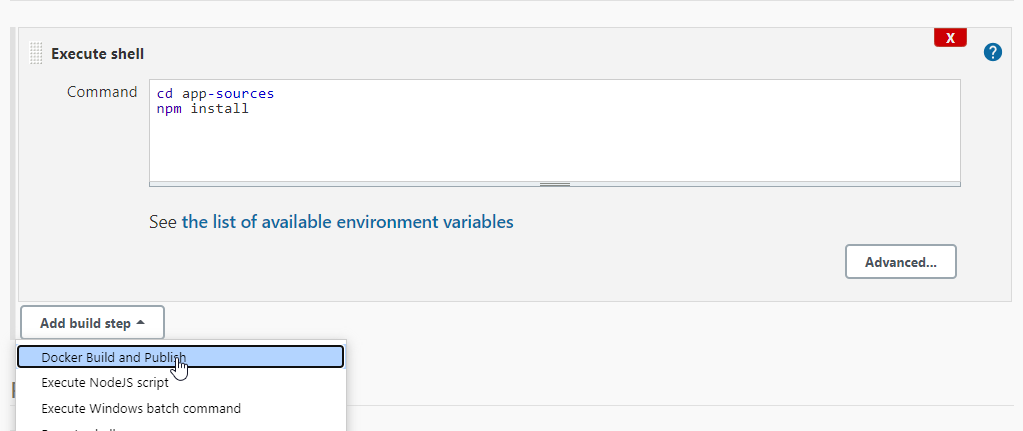 Execute shell
X
?
Command
cd app-sources
npm install
See the list of available environment variables
Advanced...
Add build step
Docker Build and Publish
Execute NodeJS script
Execute Windows batch command